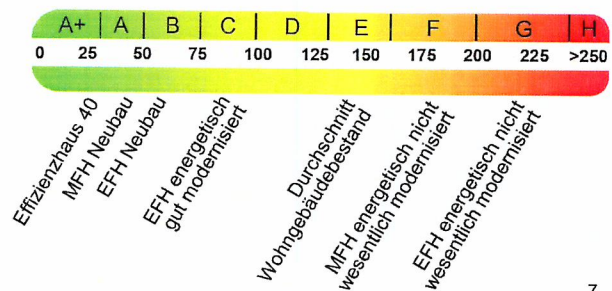 A+ A B C D E F G H
0 25 50 75 100 125 150 175 200 225 >250
Effizienzhaus 40
MFH Neubau
EFH Neubau
EFH energetisch
gut modernisiert
Durchschnitt
Wohngebäudebestand
MFH energetisch nicht
wesentlich modernisiert
EFH energetisch nicht
wesentlich modernisiert